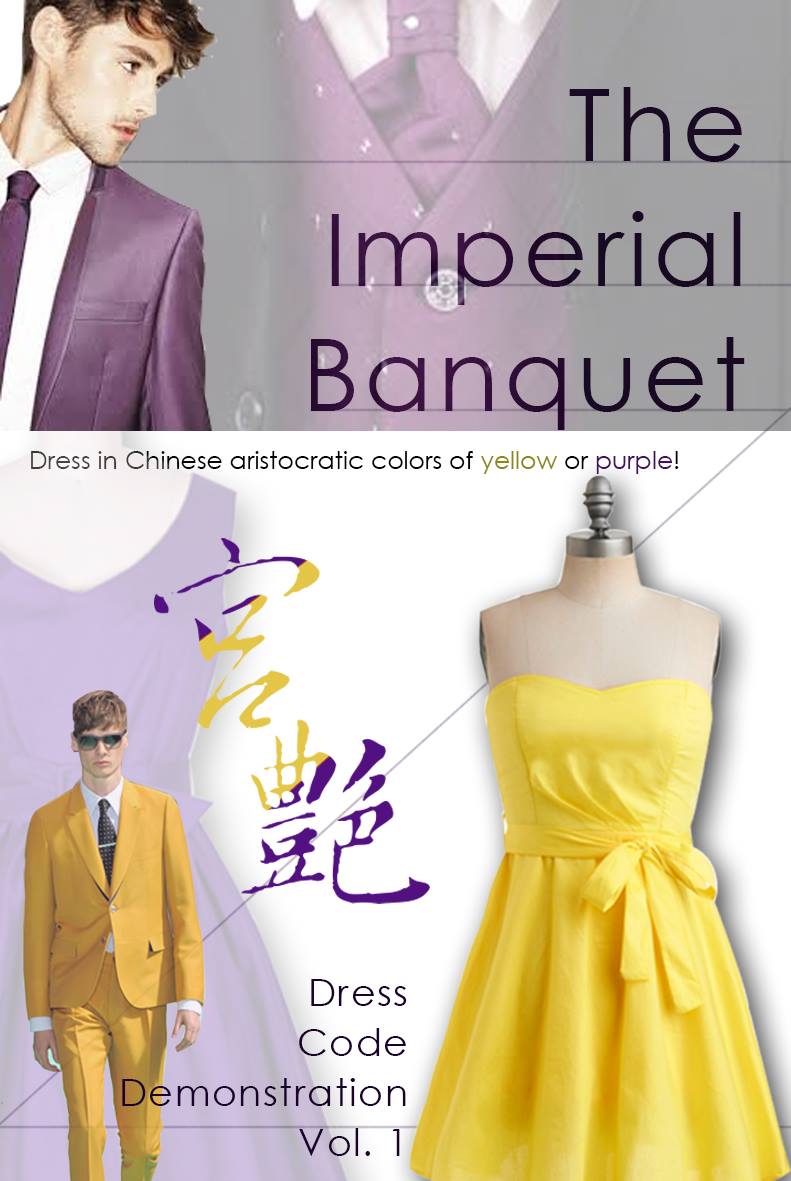 The
Imperial
Banquet
Dress in Chinese aristocratic colors of yellow or purple!
宮
艷
Dress
Code
Demonstration
Vol. 1